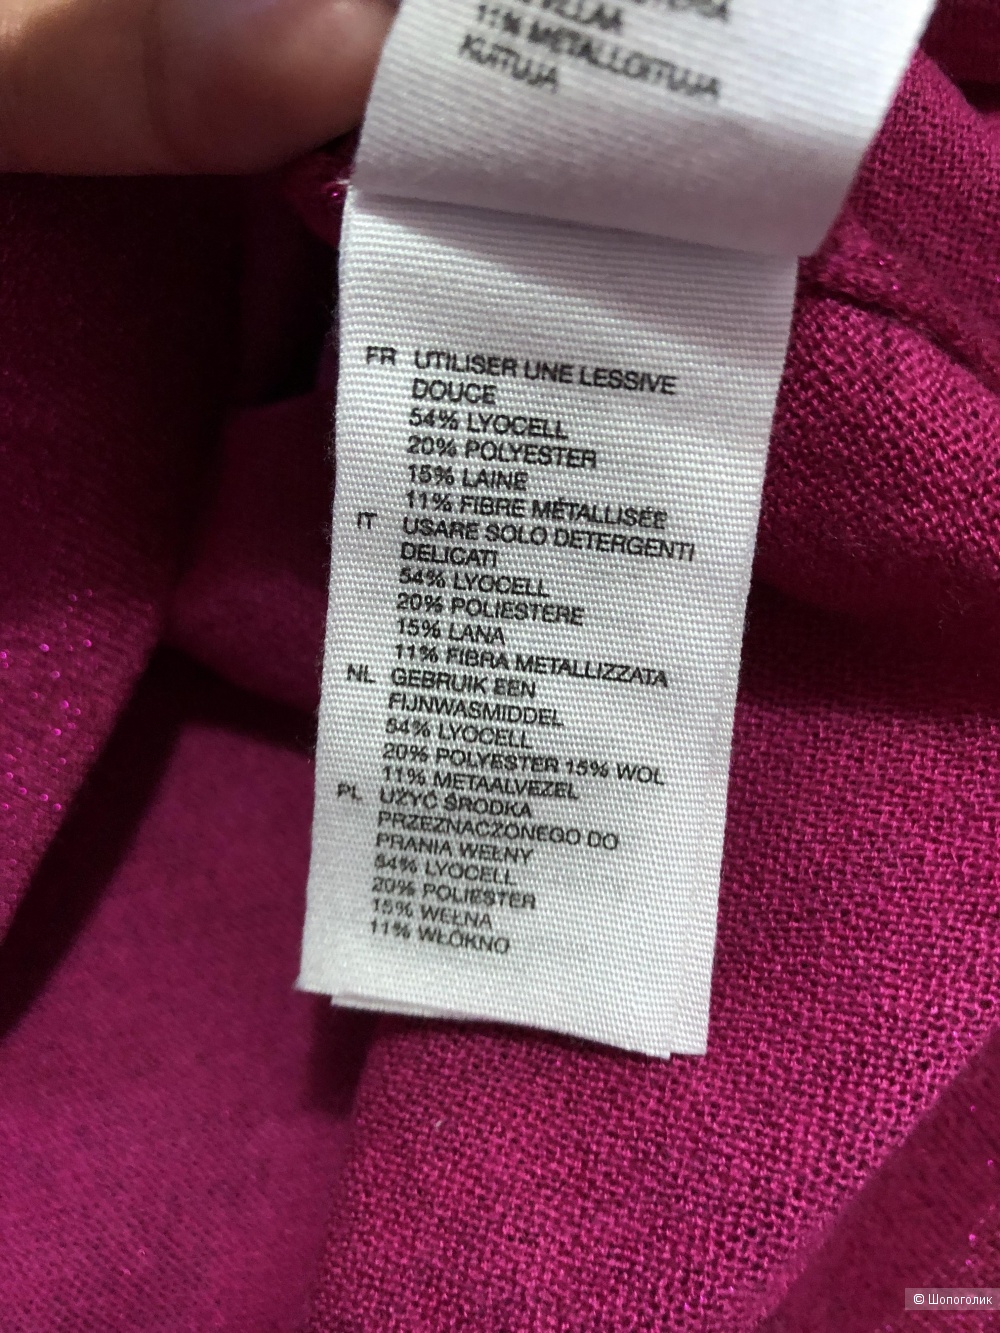 VILLAA
11% METALLOITUJA
KUITUJA
FR UTILISER UNE LESSIVE
DOUCE
54% LYOCELL
20% POLYESTER
15% LAINE
11% FIBRE MÉTALLISÉE
IT USARE SOLO DETERGENTI
DELICATI
54% LYOCELL
20% POLIESTERE
15% LANA
11% FIBRA METALLIZZATA
NL GEBRUIK EEN
FIJNWASMIDDEL
54% LYOCELL
20% POLYESTER 15% WOL
11% METAALVEZEL
PL UŻYĆ ŚRODKA
PRZEZNACZONEGO DO
PRANIA WEŁNY
54% LYOCELL
20% POLIESTER
15% WEŁNA
11% WŁÓKNO
© Шопоголик